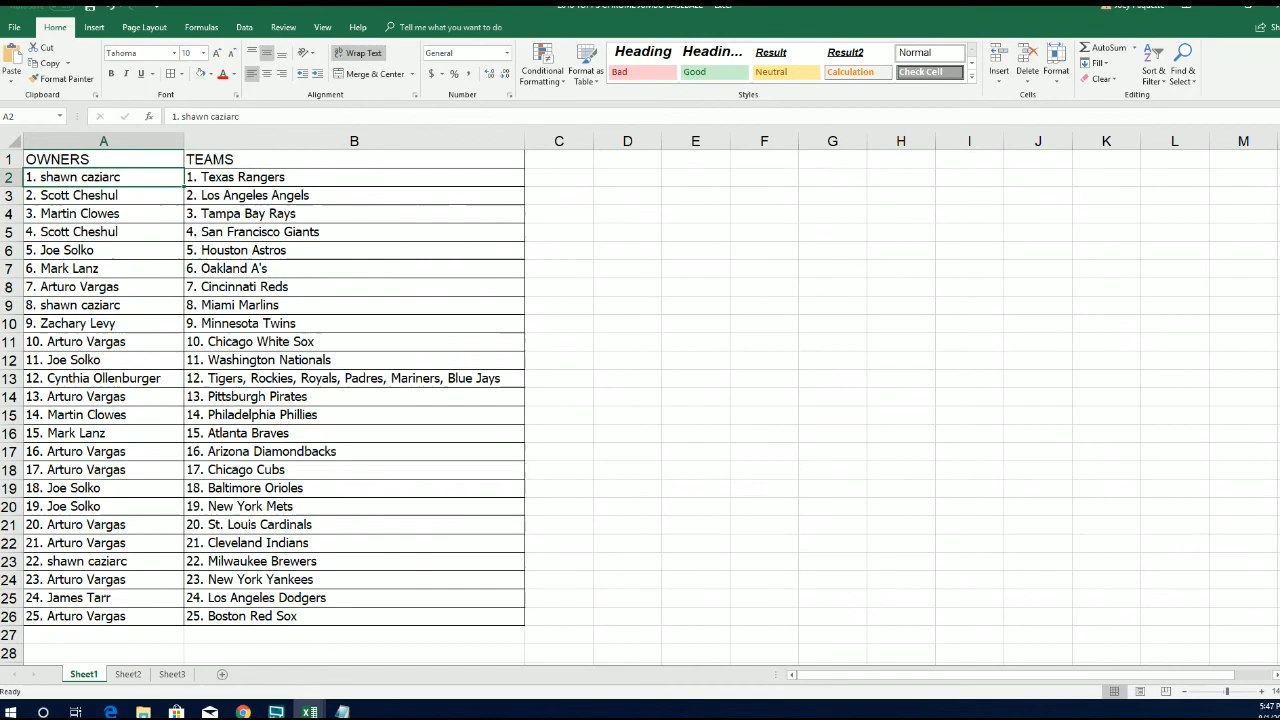 File Home Insert Page Layout Formulas Data Review View Help Tell me what you want to do
Cut
Copy
Format Painter
Paste
Clipboard
Tahoma 10
B I U
Font
Wrap Text
Merge & Center
Alignment
General
Number
Conditional Formatting
Format as Table
Heading Headin... Result Result2 Normal
Bad Good Neutral Calculation Check Cell
Styles
Insert Delete Format
Cells
AutoSum
Fill
Clear
Sort & Filter
Find & Select
Editing
A2 fx 1. shawn caziarc
A B C D E F G H I J K L M
1 OWNERS TEAMS
2 1. shawn caziarc 1. Texas Rangers
3 2. Scott Cheshul 2. Los Angeles Angels
4 3. Martin Clowes 3. Tampa Bay Rays
5 4. Scott Cheshul 4. San Francisco Giants
6 5. Joe Solko 5. Houston Astros
7 6. Mark Lanz 6. Oakland A's
8 7. Arturo Vargas 7. Cincinnati Reds
9 8. shawn caziarc 8. Miami Marlins
10 9. Zachary Levy 9. Minnesota Twins
11 10. Arturo Vargas 10. Chicago White Sox
12 11. Joe Solko 11. Washington Nationals
13 12. Cynthia Ollenburger 12. Tigers, Rockies, Royals, Padres, Mariners, Blue Jays
14 13. Arturo Vargas 13. Pittsburgh Pirates
15 14. Martin Clowes 14. Philadelphia Phillies
16 15. Mark Lanz 15. Atlanta Braves
17 16. Arturo Vargas 16. Arizona Diamondbacks
18 17. Arturo Vargas 17. Chicago Cubs
19 18. Joe Solko 18. Baltimore Orioles
20 19. Joe Solko 19. New York Mets
21 20. Arturo Vargas 20. St. Louis Cardinals
22 21. Arturo Vargas 21. Cleveland Indians
23 22. shawn caziarc 22. Milwaukee Brewers
24 23. Arturo Vargas 23. New York Yankees
25 24. James Tarr 24. Los Angeles Dodgers
26 25. Arturo Vargas 25. Boston Red Sox
27
28
Sheet1 Sheet2 Sheet3
Ready
5:47 P